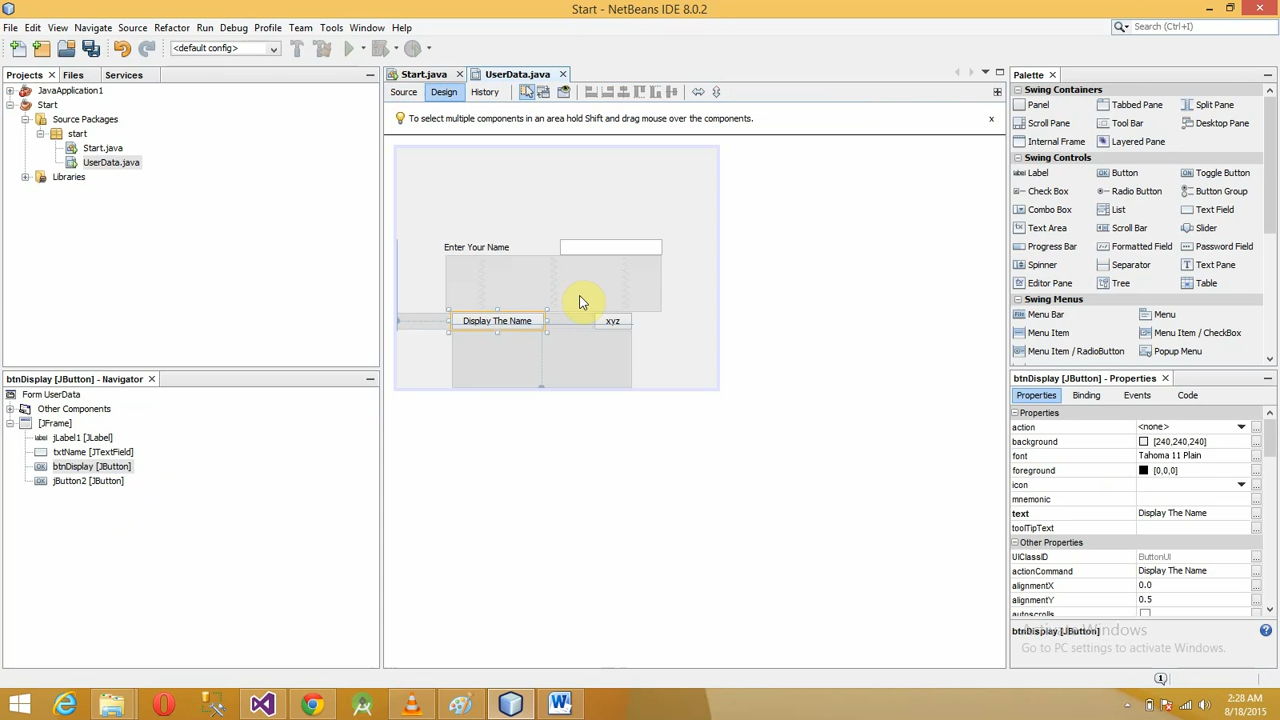 Start - NetBeans IDE 8.0.2
File Edit View Navigate Source Refactor Run Debug Profile Team Tools Window Help
Search (Ctrl+I)
<default config>
Projects Files Services
JavaApplication1
Start
Source Packages
start
Start.java
UserData.java
Libraries
Start.java UserData.java
Source Design History
To select multiple components in an area hold Shift and drag mouse over the components.
x
Enter Your Name
Display The Name xyz
btnDisplay [JButton] - Navigator
Form UserData
Other Components
[JFrame]
jLabel1 [JLabel]
txtName [JTextField]
btnDisplay [JButton]
jButton2 [JButton]
Palette
Swing Containers
Panel Tabbed Pane Split Pane
Scroll Pane Tool Bar Desktop Pane
Internal Frame Layered Pane
Swing Controls
Label Button Toggle Button
Check Box Radio Button Button Group
Combo Box List Text Field
Text Area Scroll Bar Slider
Progress Bar Formatted Field Password Field
Spinner Separator Text Pane
Editor Pane Tree Table
Swing Menus
Menu Bar Menu
Menu Item Menu Item / CheckBox
Menu Item / RadioButton Popup Menu
btnDisplay [JButton] - Properties
Properties Binding Events Code
Properties
action <none>
background [240,240,240]
font Tahoma 11 Plain
foreground [0,0,0]
icon
mnemonic
text Display The Name
toolTipText
Other Properties
UIClassID ButtonUI
actionCommand Display The Name
alignmentX 0.0
alignmentY 0.5
autoscrolls
btnDisplay [JButton]
Activate Windows
Go to PC settings to activate Windows.
2:28 AM
8/18/2015